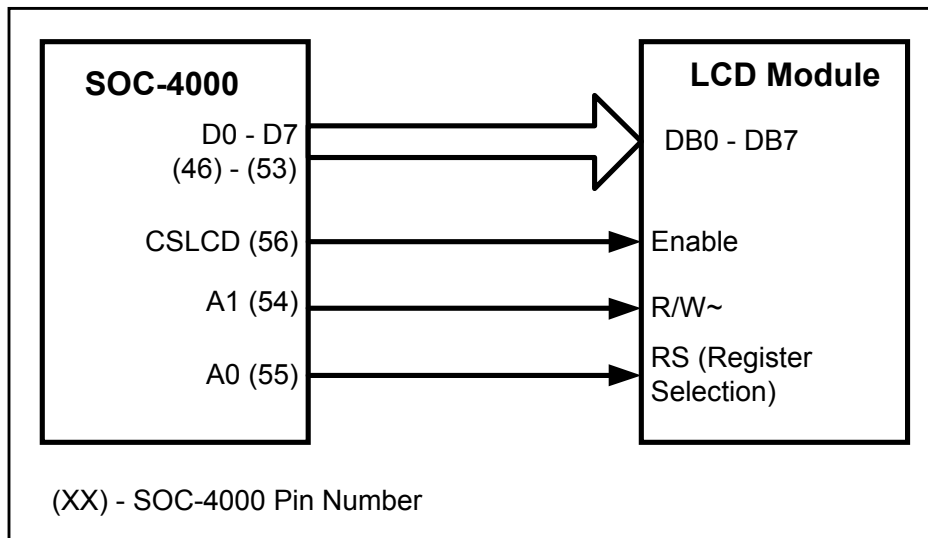 SOC-4000
D0 - D7
(46) - (53)
CSLCD (56)
A1 (54)
A0 (55)
LCD Module
DB0 - DB7
Enable
R/W~
RS (Register
Selection)
(XX) - SOC-4000 Pin Number